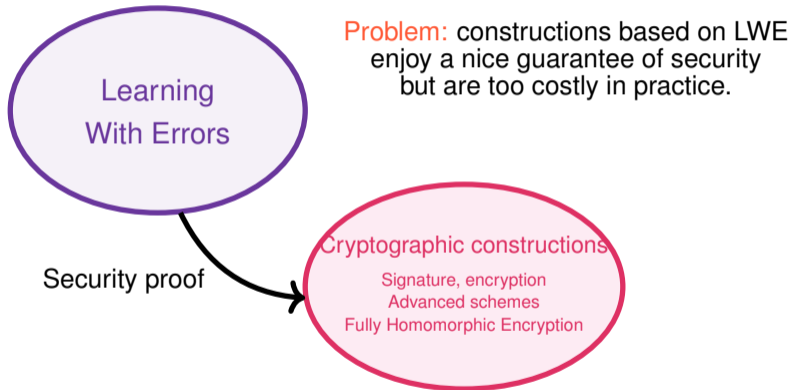 Problem: constructions based on LWE
enjoy a nice guarantee of security
but are too costly in practice.
Learning
With Errors
Security proof
Cryptographic constructions
Signature, encryption
Advanced schemes
Fully Homomorphic Encryption